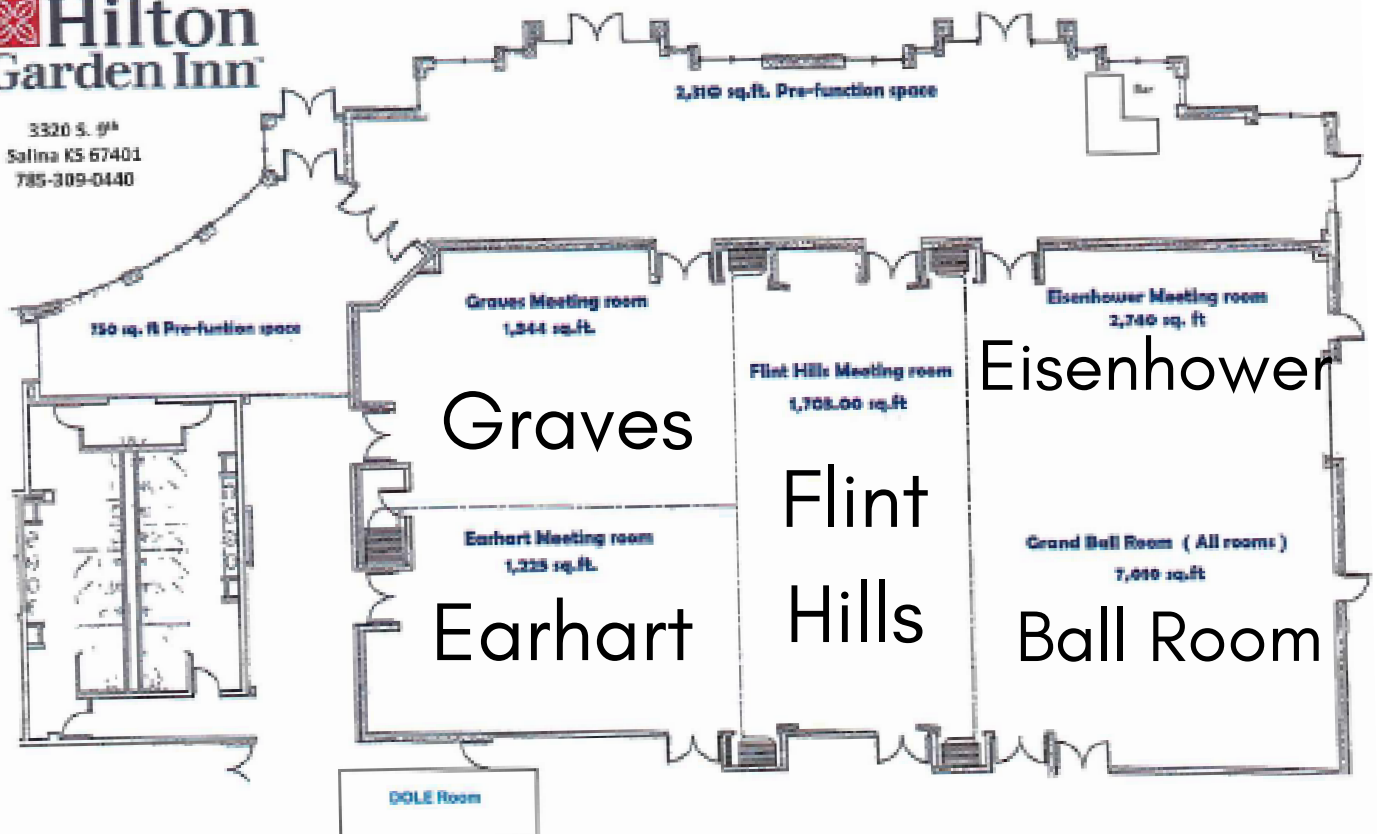 Hilton
Garden Inn
3320 S. 9th
Salina KS 67401
785-309-0440
2,310 sq.ft. Pre-function space
Bar
750 sq. ft Pre-funtion space
Graves Meeting room
1,344 sq.ft.
Graves
Flint Hills Meeting room
1,705.00 sq.ft
Flint
Hills
Eisenhower Meeting room
2,740 sq. ft
Eisenhower
Earhart Meeting room
1,225 sq.ft.
Earhart
Grand Ball Room ( All rooms )
7,010 sq.ft
Ball Room
DOLE Room